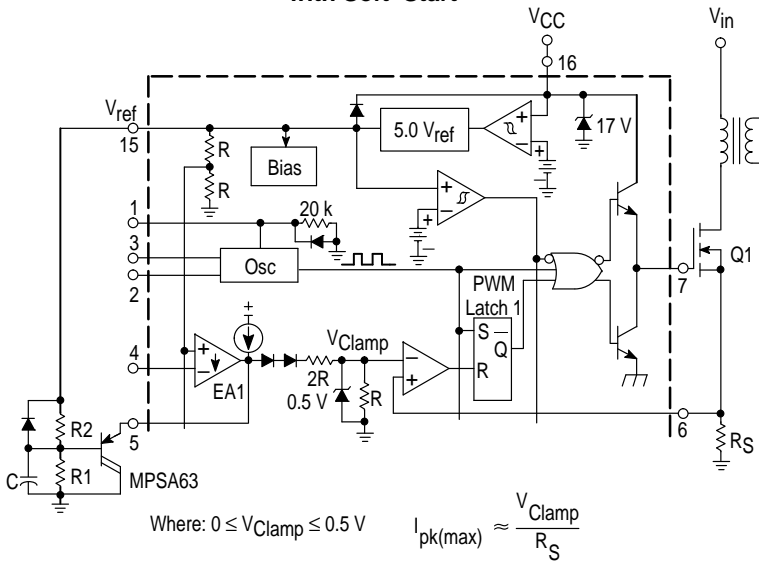 with Soft-Start
VCC
Vin
16
Vref
15
R
R
Bias
5.0 Vref
17 V
+
–
+
–
+
–
+
–
1
20 k
3
Osc
2
7
Q1
PWM
Latch 1
S
Q
R
+
–
VClamp
4
+
–
EA1
2R
0.5 V
R
–
+
5
6
RS
R2
R1
C
MPSA63
Where: 0 ≤ VClamp ≤ 0.5 V
Ipk(max) ≈ VClamp / RS